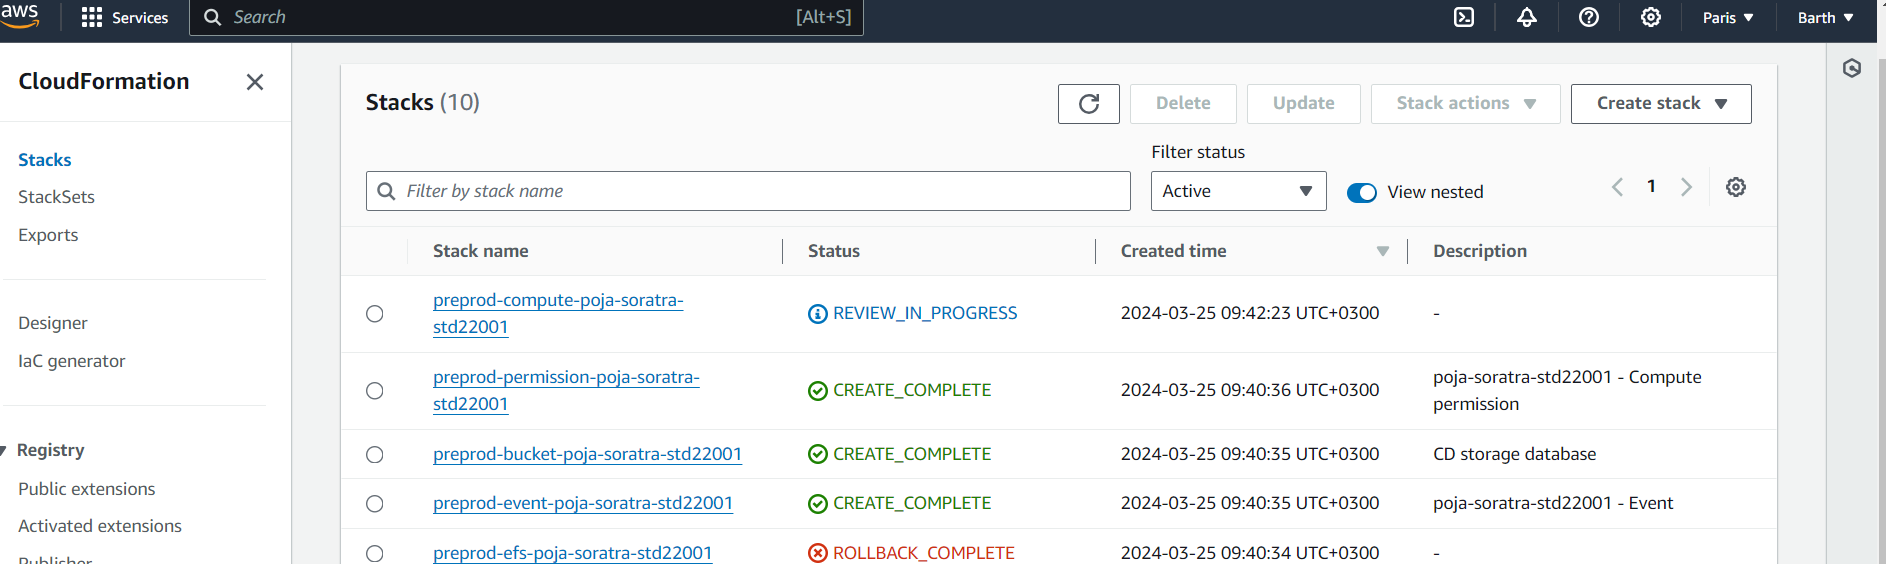 aws
Services
Search
[Alt+S]
Paris
Barth
CloudFormation
Stacks
StackSets
Exports
Designer
IaC generator
Registry
Public extensions
Activated extensions
Publisher
Stacks (10)
Delete
Update
Stack actions
Create stack
Filter status
Filter by stack name
Active
View nested
1
Stack name
Status
Created time
Description
preprod-compute-poja-soratra-
std22001
REVIEW_IN_PROGRESS
2024-03-25 09:42:23 UTC+0300
-
preprod-permission-poja-soratra-
std22001
CREATE_COMPLETE
2024-03-25 09:40:36 UTC+0300
poja-soratra-std22001 - Compute
permission
preprod-bucket-poja-soratra-std22001
CREATE_COMPLETE
2024-03-25 09:40:35 UTC+0300
CD storage database
preprod-event-poja-soratra-std22001
CREATE_COMPLETE
2024-03-25 09:40:35 UTC+0300
poja-soratra-std22001 - Event
preprod-efs-poja-soratra-std22001
ROLLBACK_COMPLETE
2024-03-25 09:40:34 UTC+0300
-